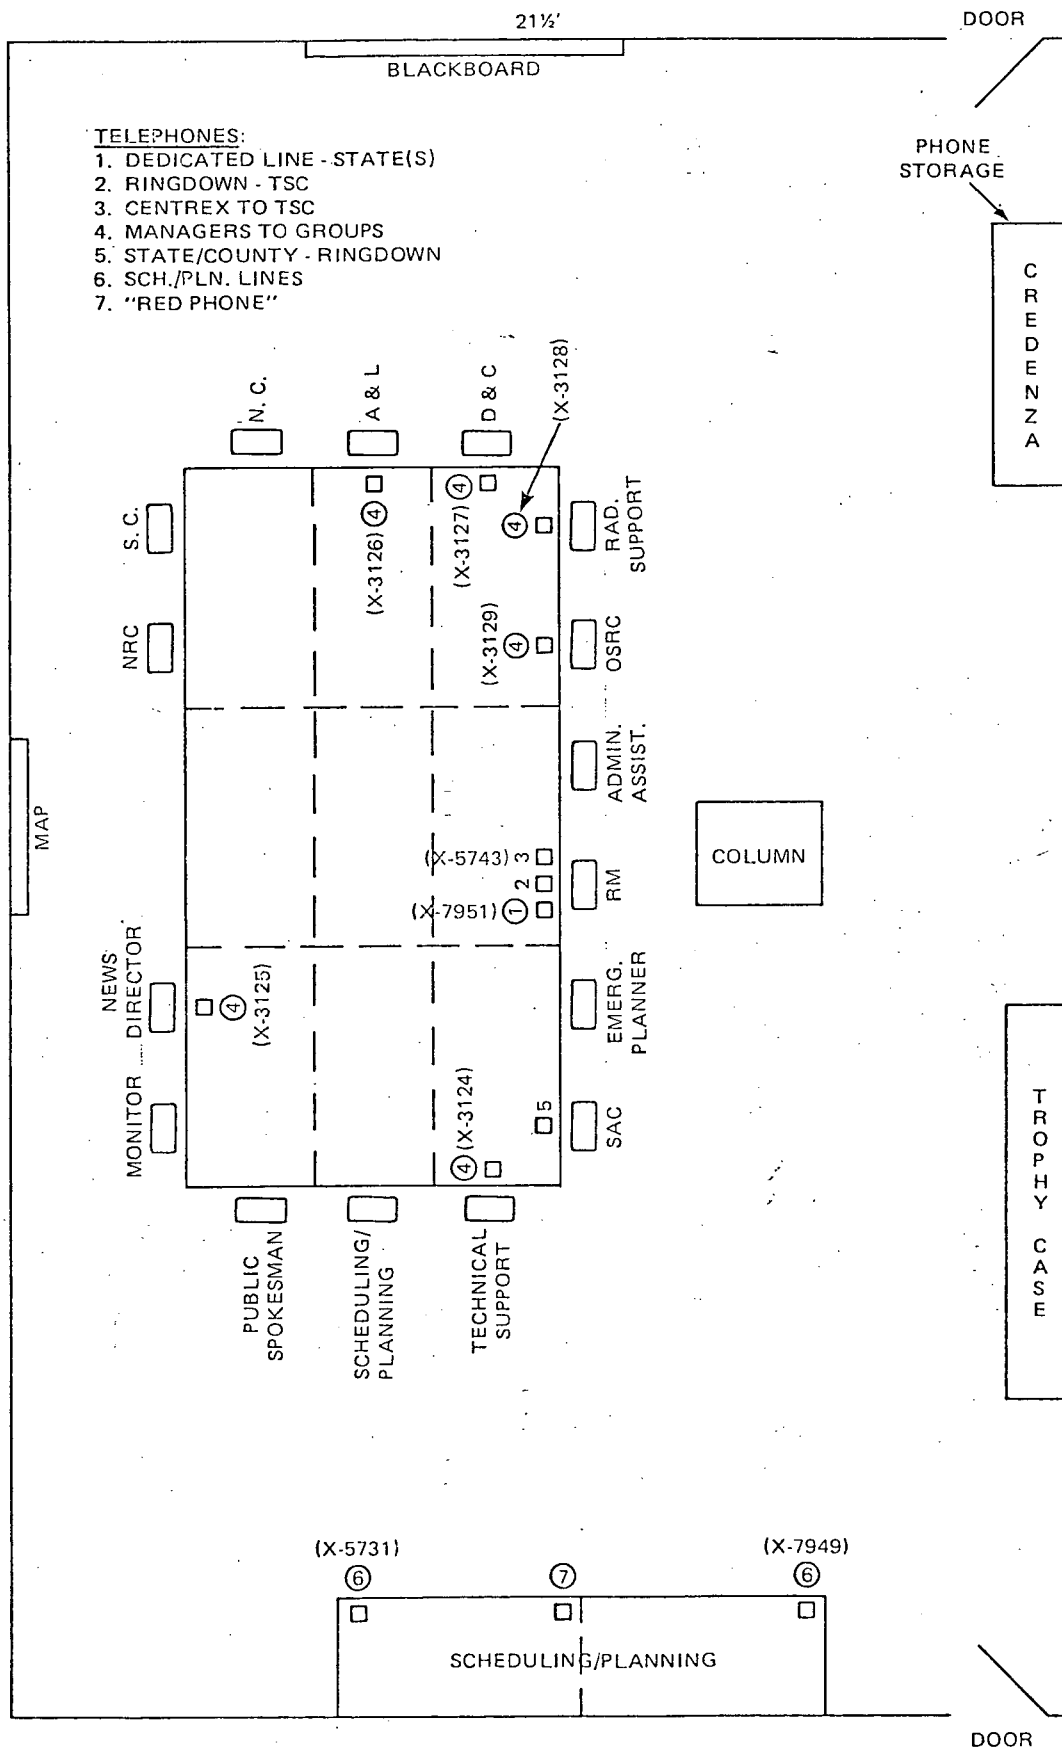 21½'
DOOR
BLACKBOARD
TELEPHONES:
1. DEDICATED LINE - STATE(S)
2. RINGDOWN - TSC
3. CENTREX TO TSC
4. MANAGERS TO GROUPS
5. STATE/COUNTY - RINGDOWN
6. SCH./PLN. LINES
7. "RED PHONE"
PHONE
STORAGE
CREDENZA
N. C.
A & L
D & C
(X-3128)
S. C.
4
(X-3126)
4
(X-3127)
4
RAD.
SUPPORT
NRC
4
(X-3129)
OSRC
ADMIN.
ASSIST.
MAP
COLUMN
(X-5743) 3
2
(X-7951) 1
RM
NEWS
DIRECTOR
4
(X-3125)
EMERG.
PLANNER
MONITOR
4 (X-3124)
5
SAC
TROPHY CASE
PUBLIC
SPOKESMAN
SCHEDULING/
PLANNING
TECHNICAL
SUPPORT
(X-5731)
6
7
(X-7949)
6
SCHEDULING/PLANNING
DOOR